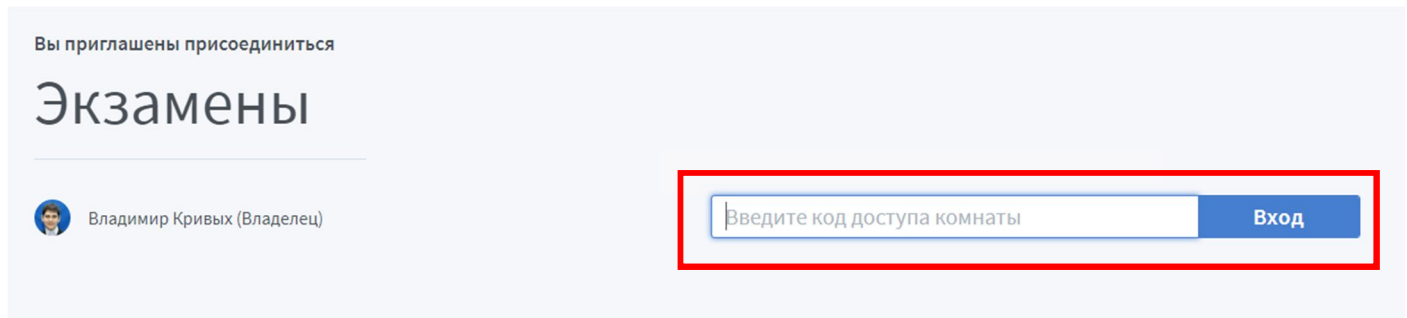 Вы приглашены присоединиться
Экзамены
Владимир Кривых (Владелец)
Введите код доступа комнаты
Вход